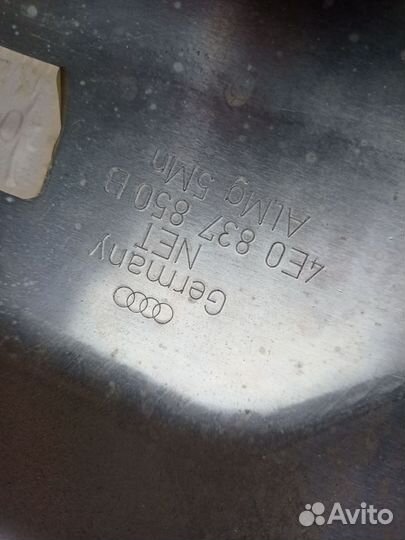 Germany
NET
4E0 837 850 B
ALMg 5Mn
Avito